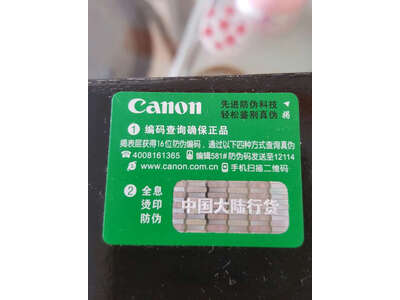 Canon
先进防伪科技
轻松鉴别真伪
揭
1 编码查询确保正品
揭表层获得16位防伪编码,通过以下四种方式查询真伪
4008161365 编辑581#防伪码发送至12114
www.canon.com.cn 手机扫描二维码
2 全息
烫印
防伪
中国大陆行货